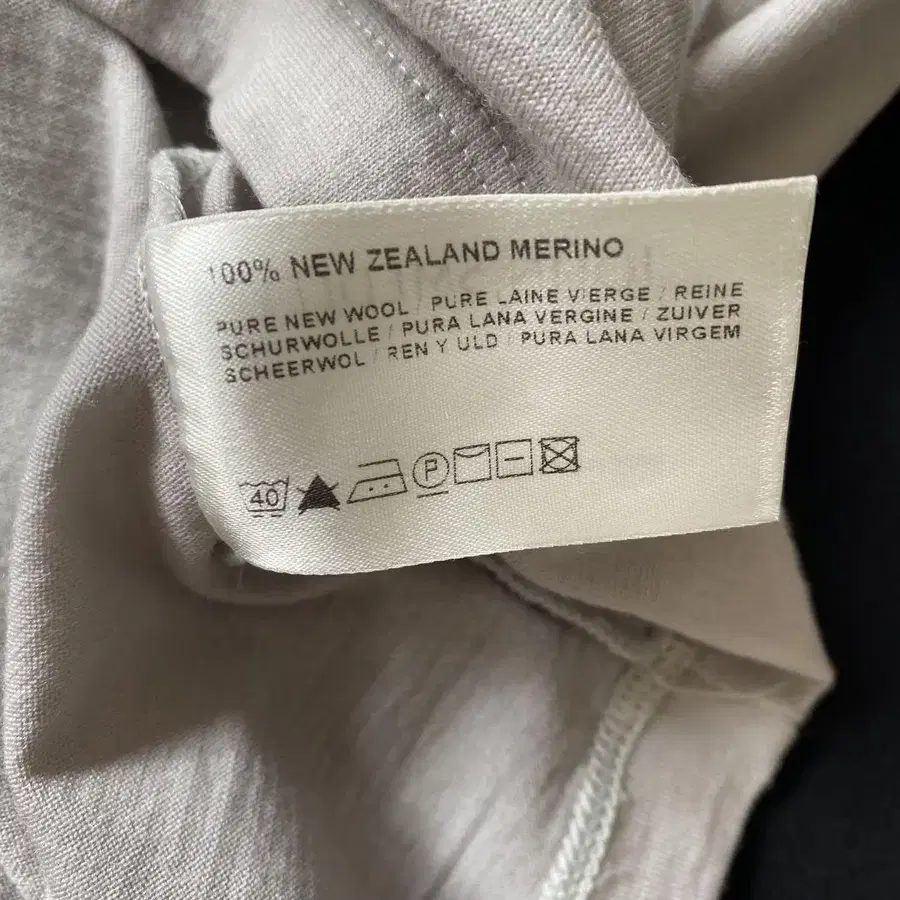 100% NEW ZEALAND MERINO
PURE NEW WOOL / PURE LAINE VIERGE / REINE
SCHURWOLLE / PURA LANA VERGINE / ZUIVER
SCHEERWOL / REN Y ULD / PURA LANA VIRGEM
40 P